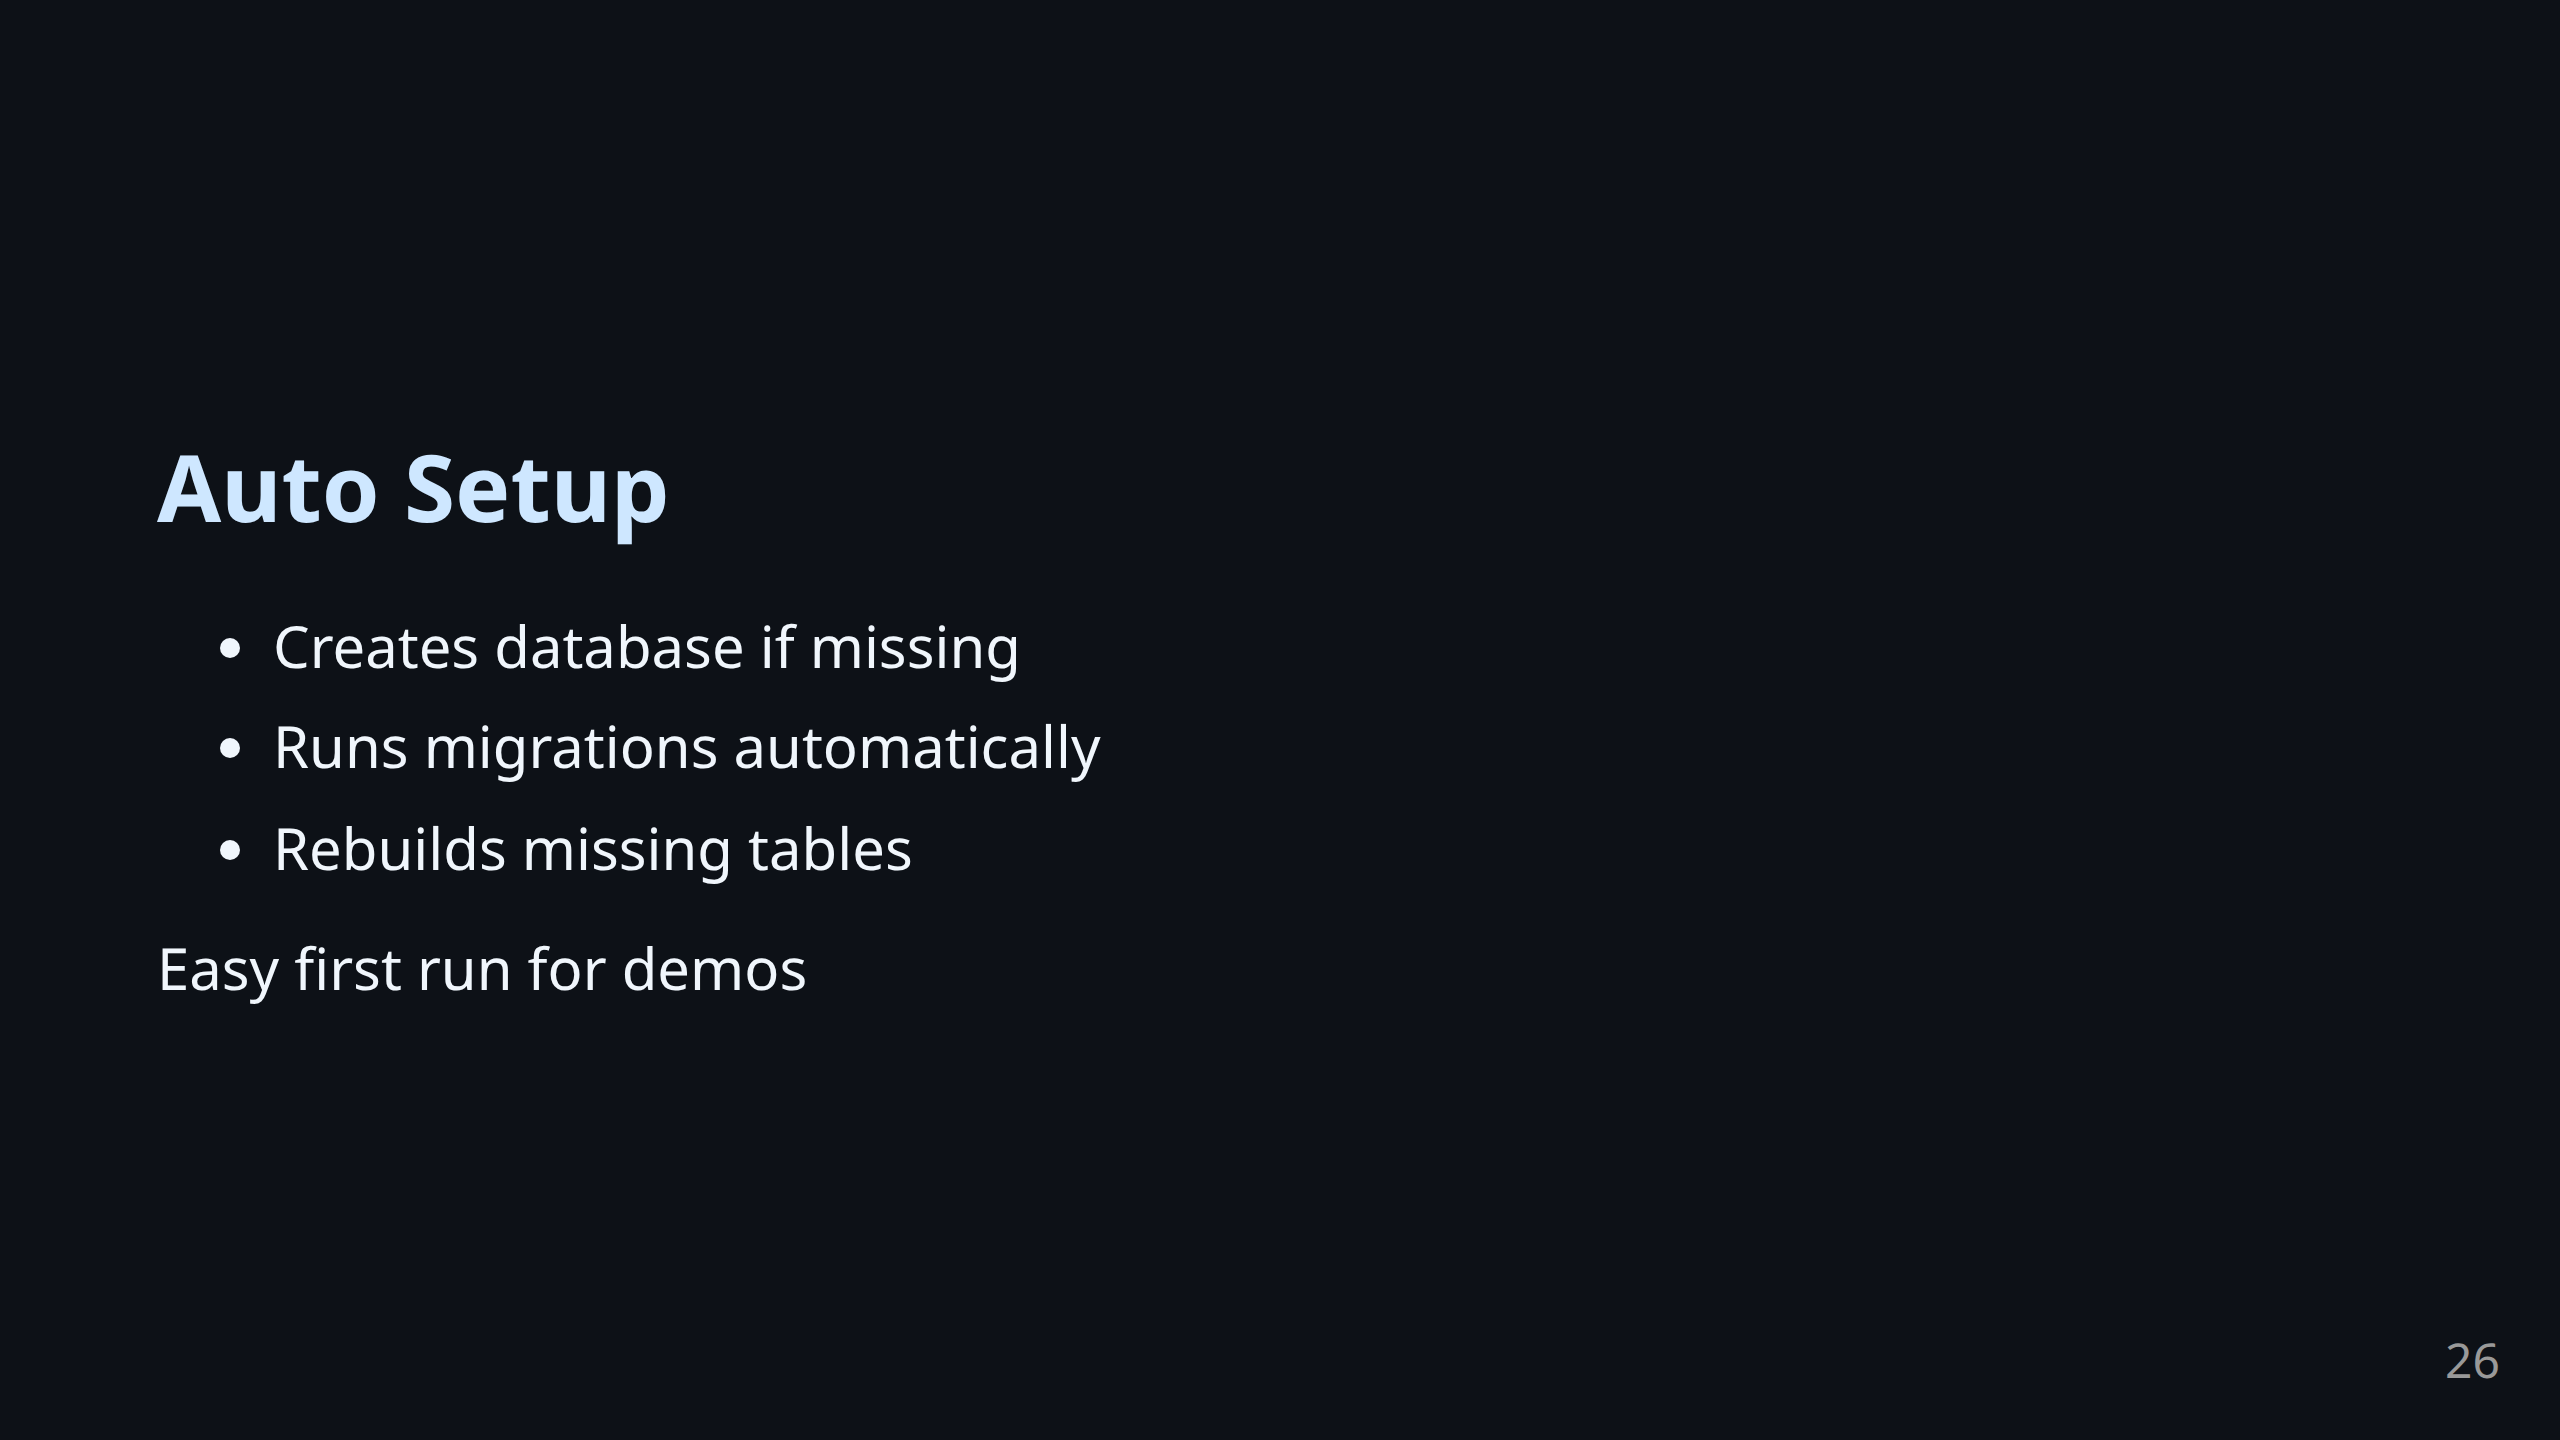 Auto Setup
• Creates database if missing
• Runs migrations automatically
• Rebuilds missing tables
Easy first run for demos
26